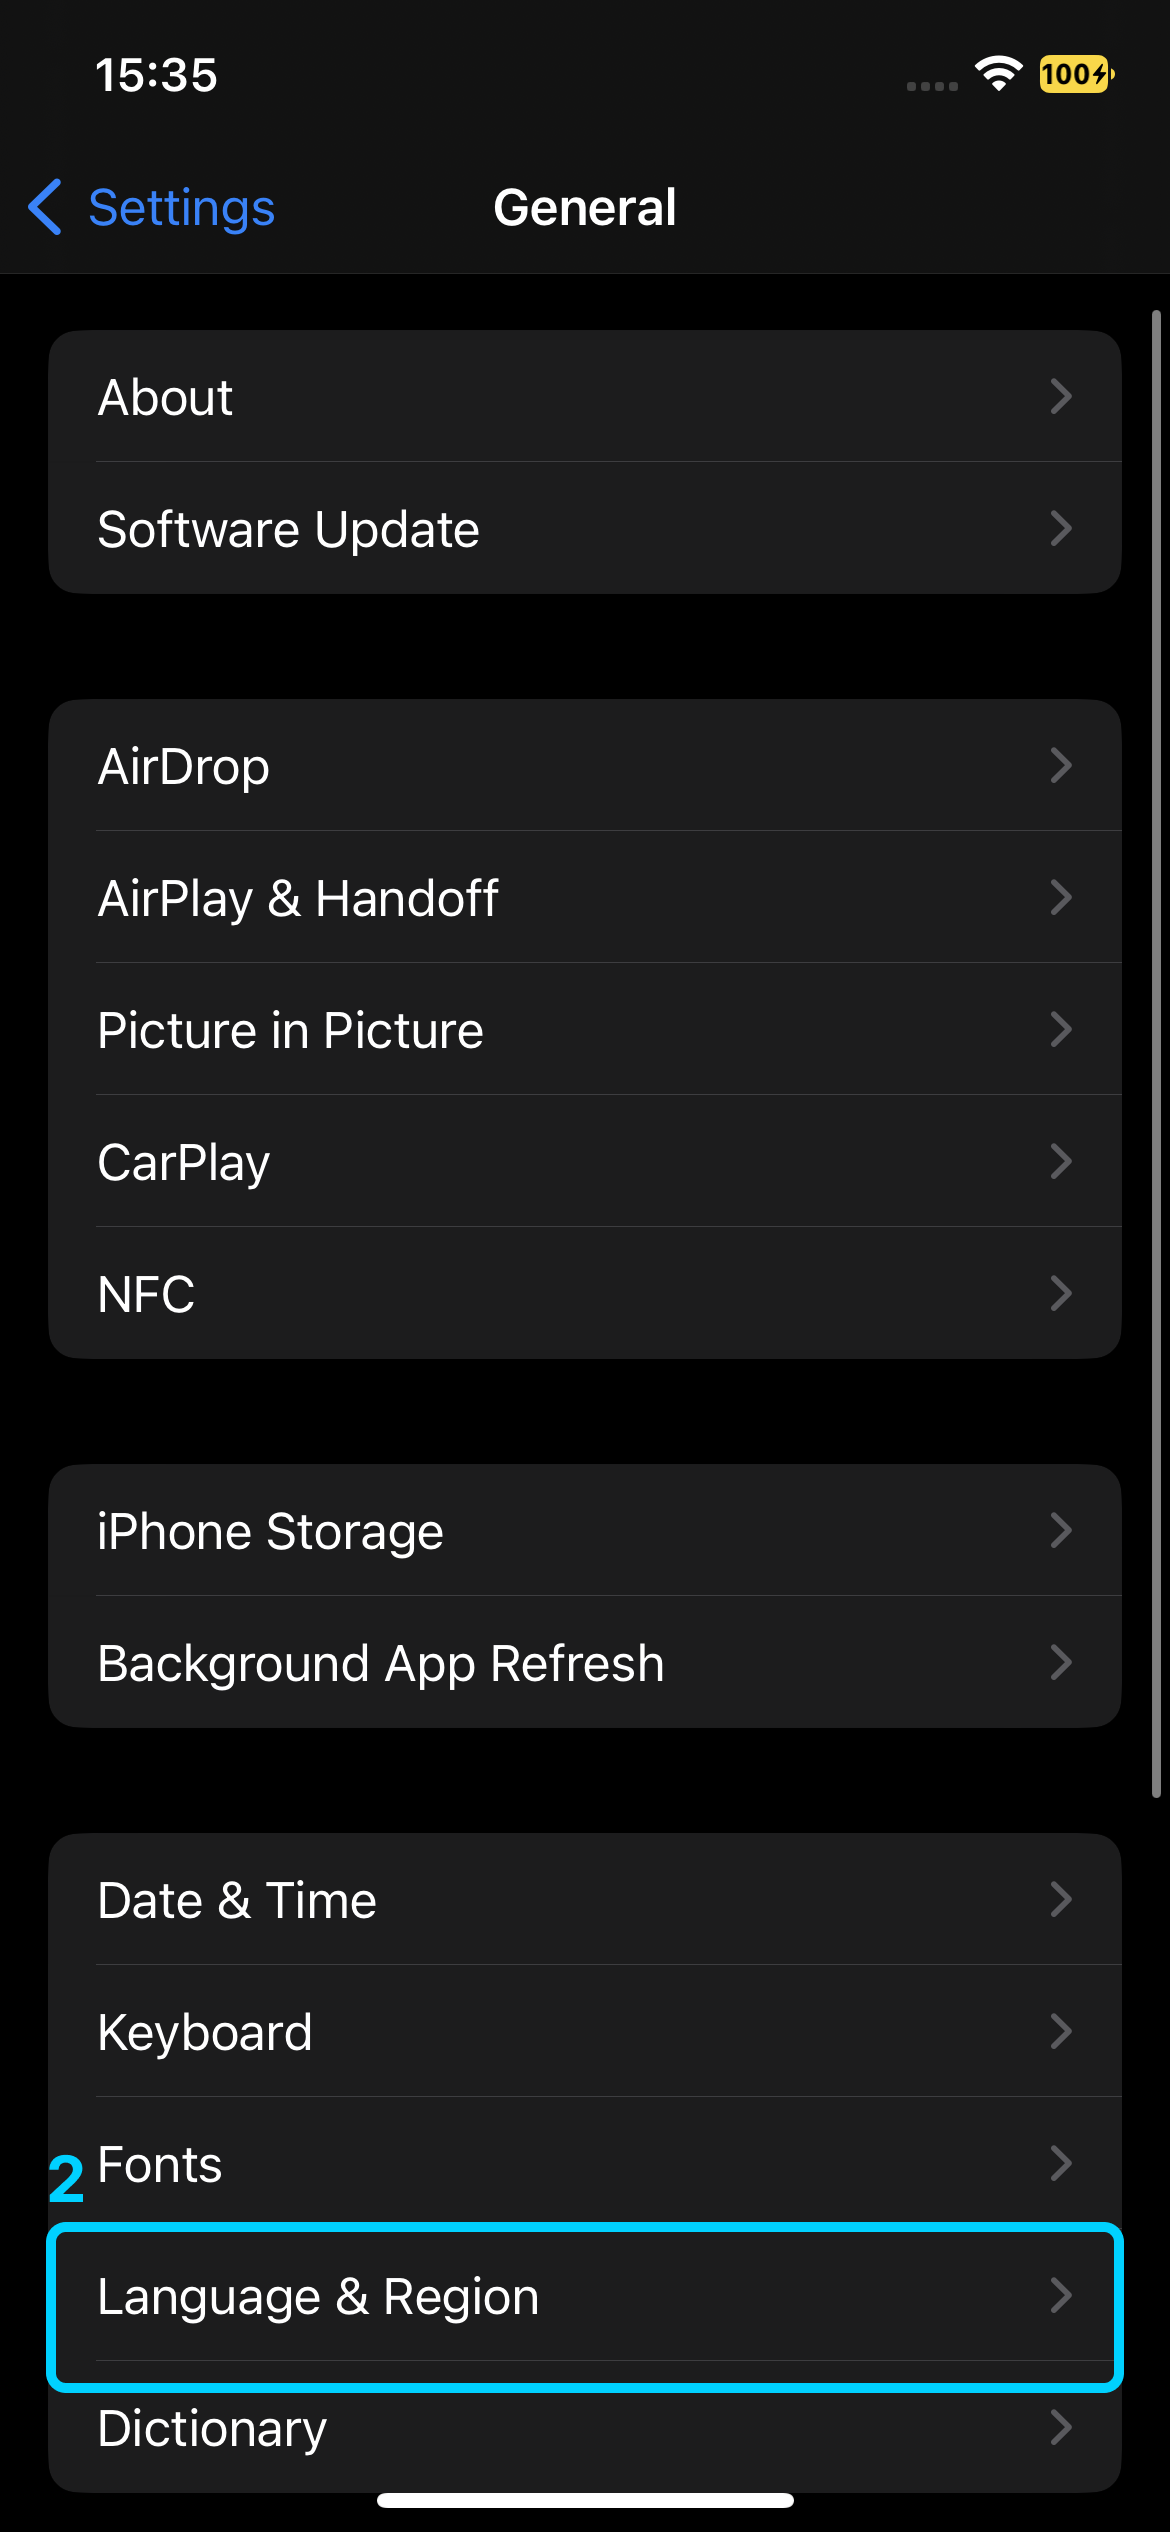 15:35
100
Settings
General
About
Software Update
AirDrop
AirPlay & Handoff
Picture in Picture
CarPlay
NFC
iPhone Storage
Background App Refresh
Date & Time
Keyboard
Fonts
2
Language & Region
Dictionary